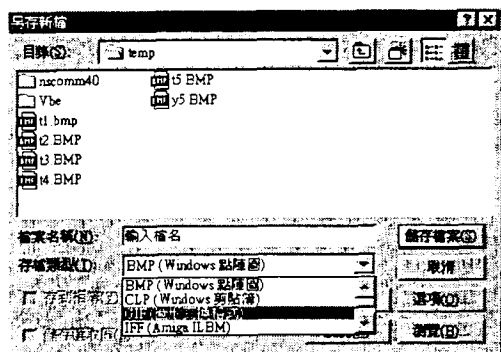 另存新檔
目錄(S): temp
nscomm40
Vbe
t1.bmp
t2.BMP
t3.BMP
t4.BMP
t5.BMP
y5.BMP
檔案名稱(N): 輸入檔名
儲存檔案(S)
存檔類型(T): BMP (Windows 點陣圖)
取消
BMP (Windows 點陣圖)
CLP (Windows 剪貼簿)
選項(O)
IFF (Amiga ILBM)
瀏覽(B)